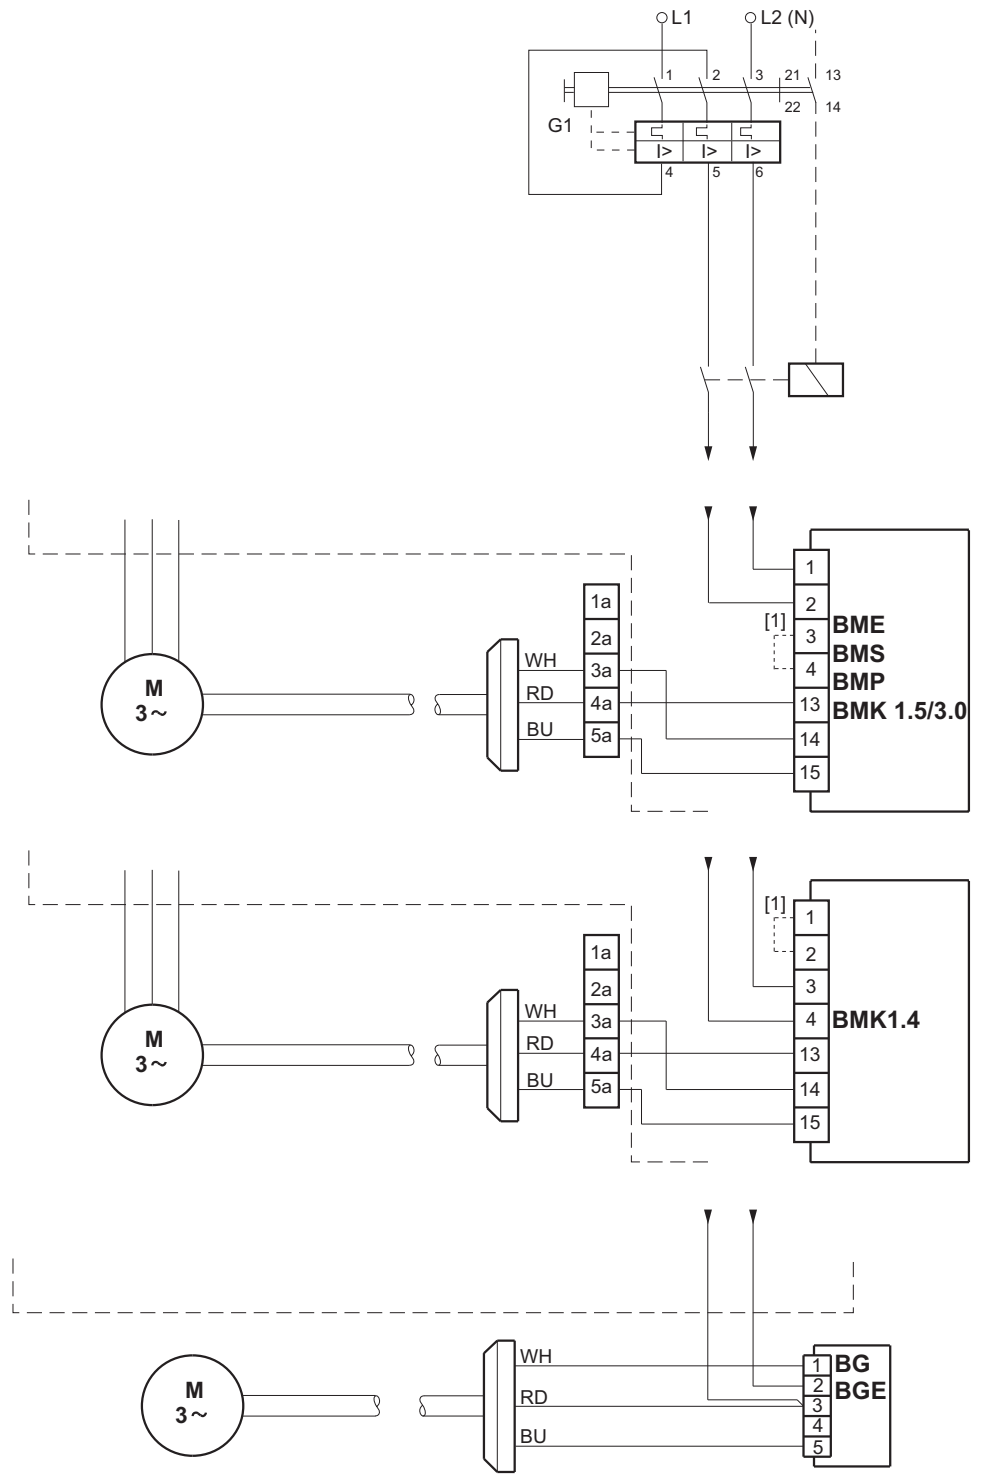 L1 L2 (N)
1 2 3 21 13
22 14
G1
I> I> I>
4 5 6
1
1a 2
[1]
2a 3 BME
WH BMS
M 3a 4 BMP
3~ RD 4a 13 BMK 1.5/3.0
BU 5a 14
15
[1] 1
1a 2
2a 3
WH 3a 4 BMK1.4
M RD 4a 13
3~ BU 5a 14
15
WH 1 BG
2 BGE
M RD 3
3~ 4
BU 5